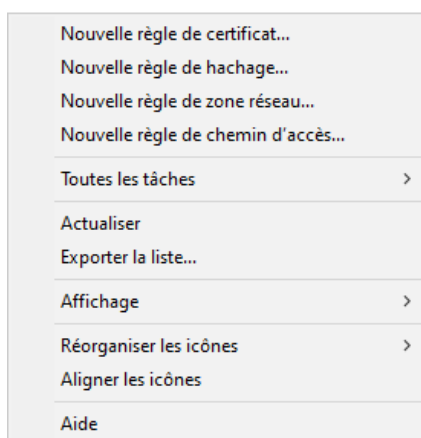 Nouvelle règle de certificat...
Nouvelle règle de hachage...
Nouvelle règle de zone réseau...
Nouvelle règle de chemin d'accès...
Toutes les tâches
Actualiser
Exporter la liste...
Affichage
Réorganiser les icônes
Aligner les icônes
Aide